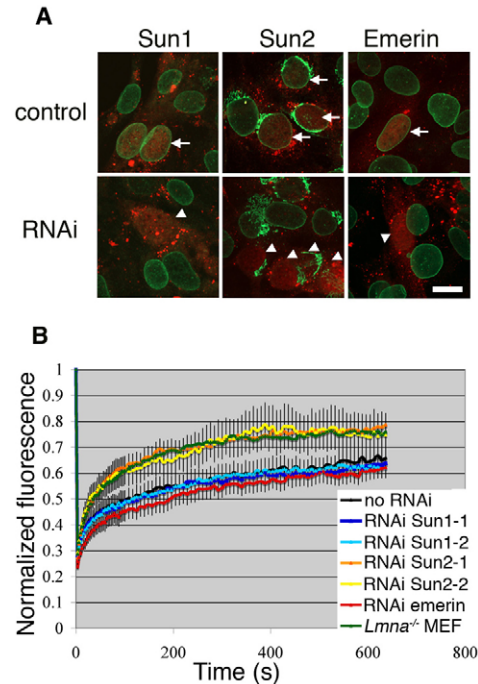 A
Sun1 Sun2 Emerin
control
RNAi
B
Normalized fluorescence
1
0.9
0.8
0.7
0.6
0.5
0.4
0.3
0.2
0.1
0
0 200 400 600 800
Time (s)
no RNAi
RNAi Sun1-1
RNAi Sun1-2
RNAi Sun2-1
RNAi Sun2-2
RNAi emerin
Lmna-/- MEF